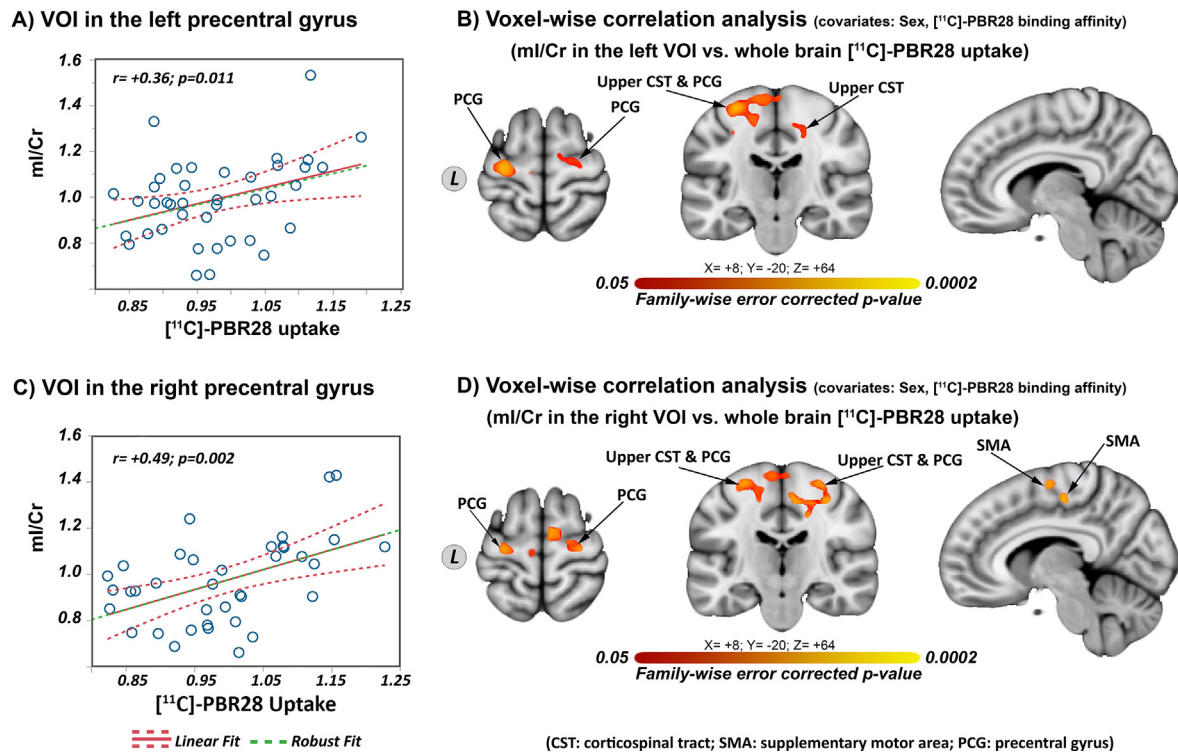 A) VOI in the left precentral gyrus
r= +0.36; p=0.011
mI/Cr
1.6
1.4
1.2
1.0
0.8
0.85
0.95
1.05
1.15
1.25
[¹¹C]-PBR28 uptake
B) Voxel-wise correlation analysis (covariates: Sex, [¹¹C]-PBR28 binding affinity)
(mI/Cr in the left VOI vs. whole brain [¹¹C]-PBR28 uptake)
PCG
PCG
Upper CST & PCG
Upper CST
L
X= +8; Y= -20; Z= +64
0.05
0.0002
Family-wise error corrected p-value
C) VOI in the right precentral gyrus
r= +0.49; p=0.002
mI/Cr
1.6
1.4
1.2
1.0
0.8
0.85
0.95
1.05
1.15
1.25
[¹¹C]-PBR28 Uptake
Linear Fit
Robust Fit
D) Voxel-wise correlation analysis (covariates: Sex, [¹¹C]-PBR28 binding affinity)
(mI/Cr in the right VOI vs. whole brain [¹¹C]-PBR28 uptake)
PCG
PCG
Upper CST & PCG
Upper CST & PCG
SMA
SMA
L
X= +8; Y= -20; Z= +64
0.05
0.0002
Family-wise error corrected p-value
(CST: corticospinal tract; SMA: supplementary motor area; PCG: precentral gyrus)